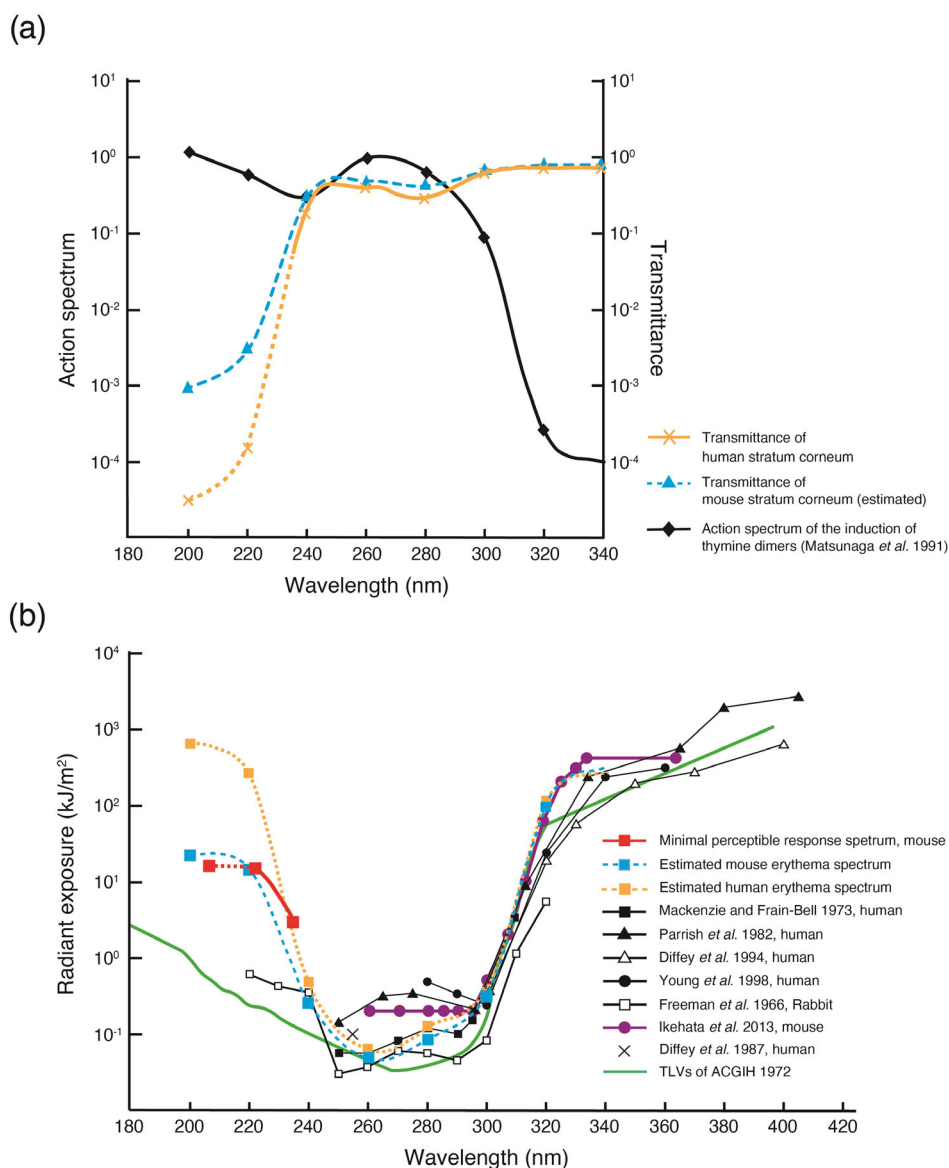 (a)
10¹ 10¹
10⁰ 10⁰
10⁻¹ 10⁻¹
10⁻² 10⁻²
10⁻³ 10⁻³
10⁻⁴ 10⁻⁴
Action spectrum
Transmittance
180 200 220 240 260 280 300 320 340
Wavelength (nm)
Transmittance of
human stratum corneum
Transmittance of
mouse stratum corneum (estimated)
Action spectrum of the induction of
thymine dimers (Matsunaga et al. 1991)
(b)
10⁴
10³
10²
10¹
10⁰
10⁻¹
10⁻²
Radiant exposure (kJ/m²)
180 200 220 240 260 280 300 320 340 360 380 400 420
Wavelength (nm)
Minimal perceptible response spetrum, mouse
Estimated mouse erythema spectrum
Estimated human erythema spectrum
Mackenzie and Frain-Bell 1973, human
Parrish et al. 1982, human
Diffey et al. 1994, human
Young et al. 1998, human
Freeman et al. 1966, Rabbit
Ikehata et al. 2013, mouse
Diffey et al. 1987, human
TLVs of ACGIH 1972